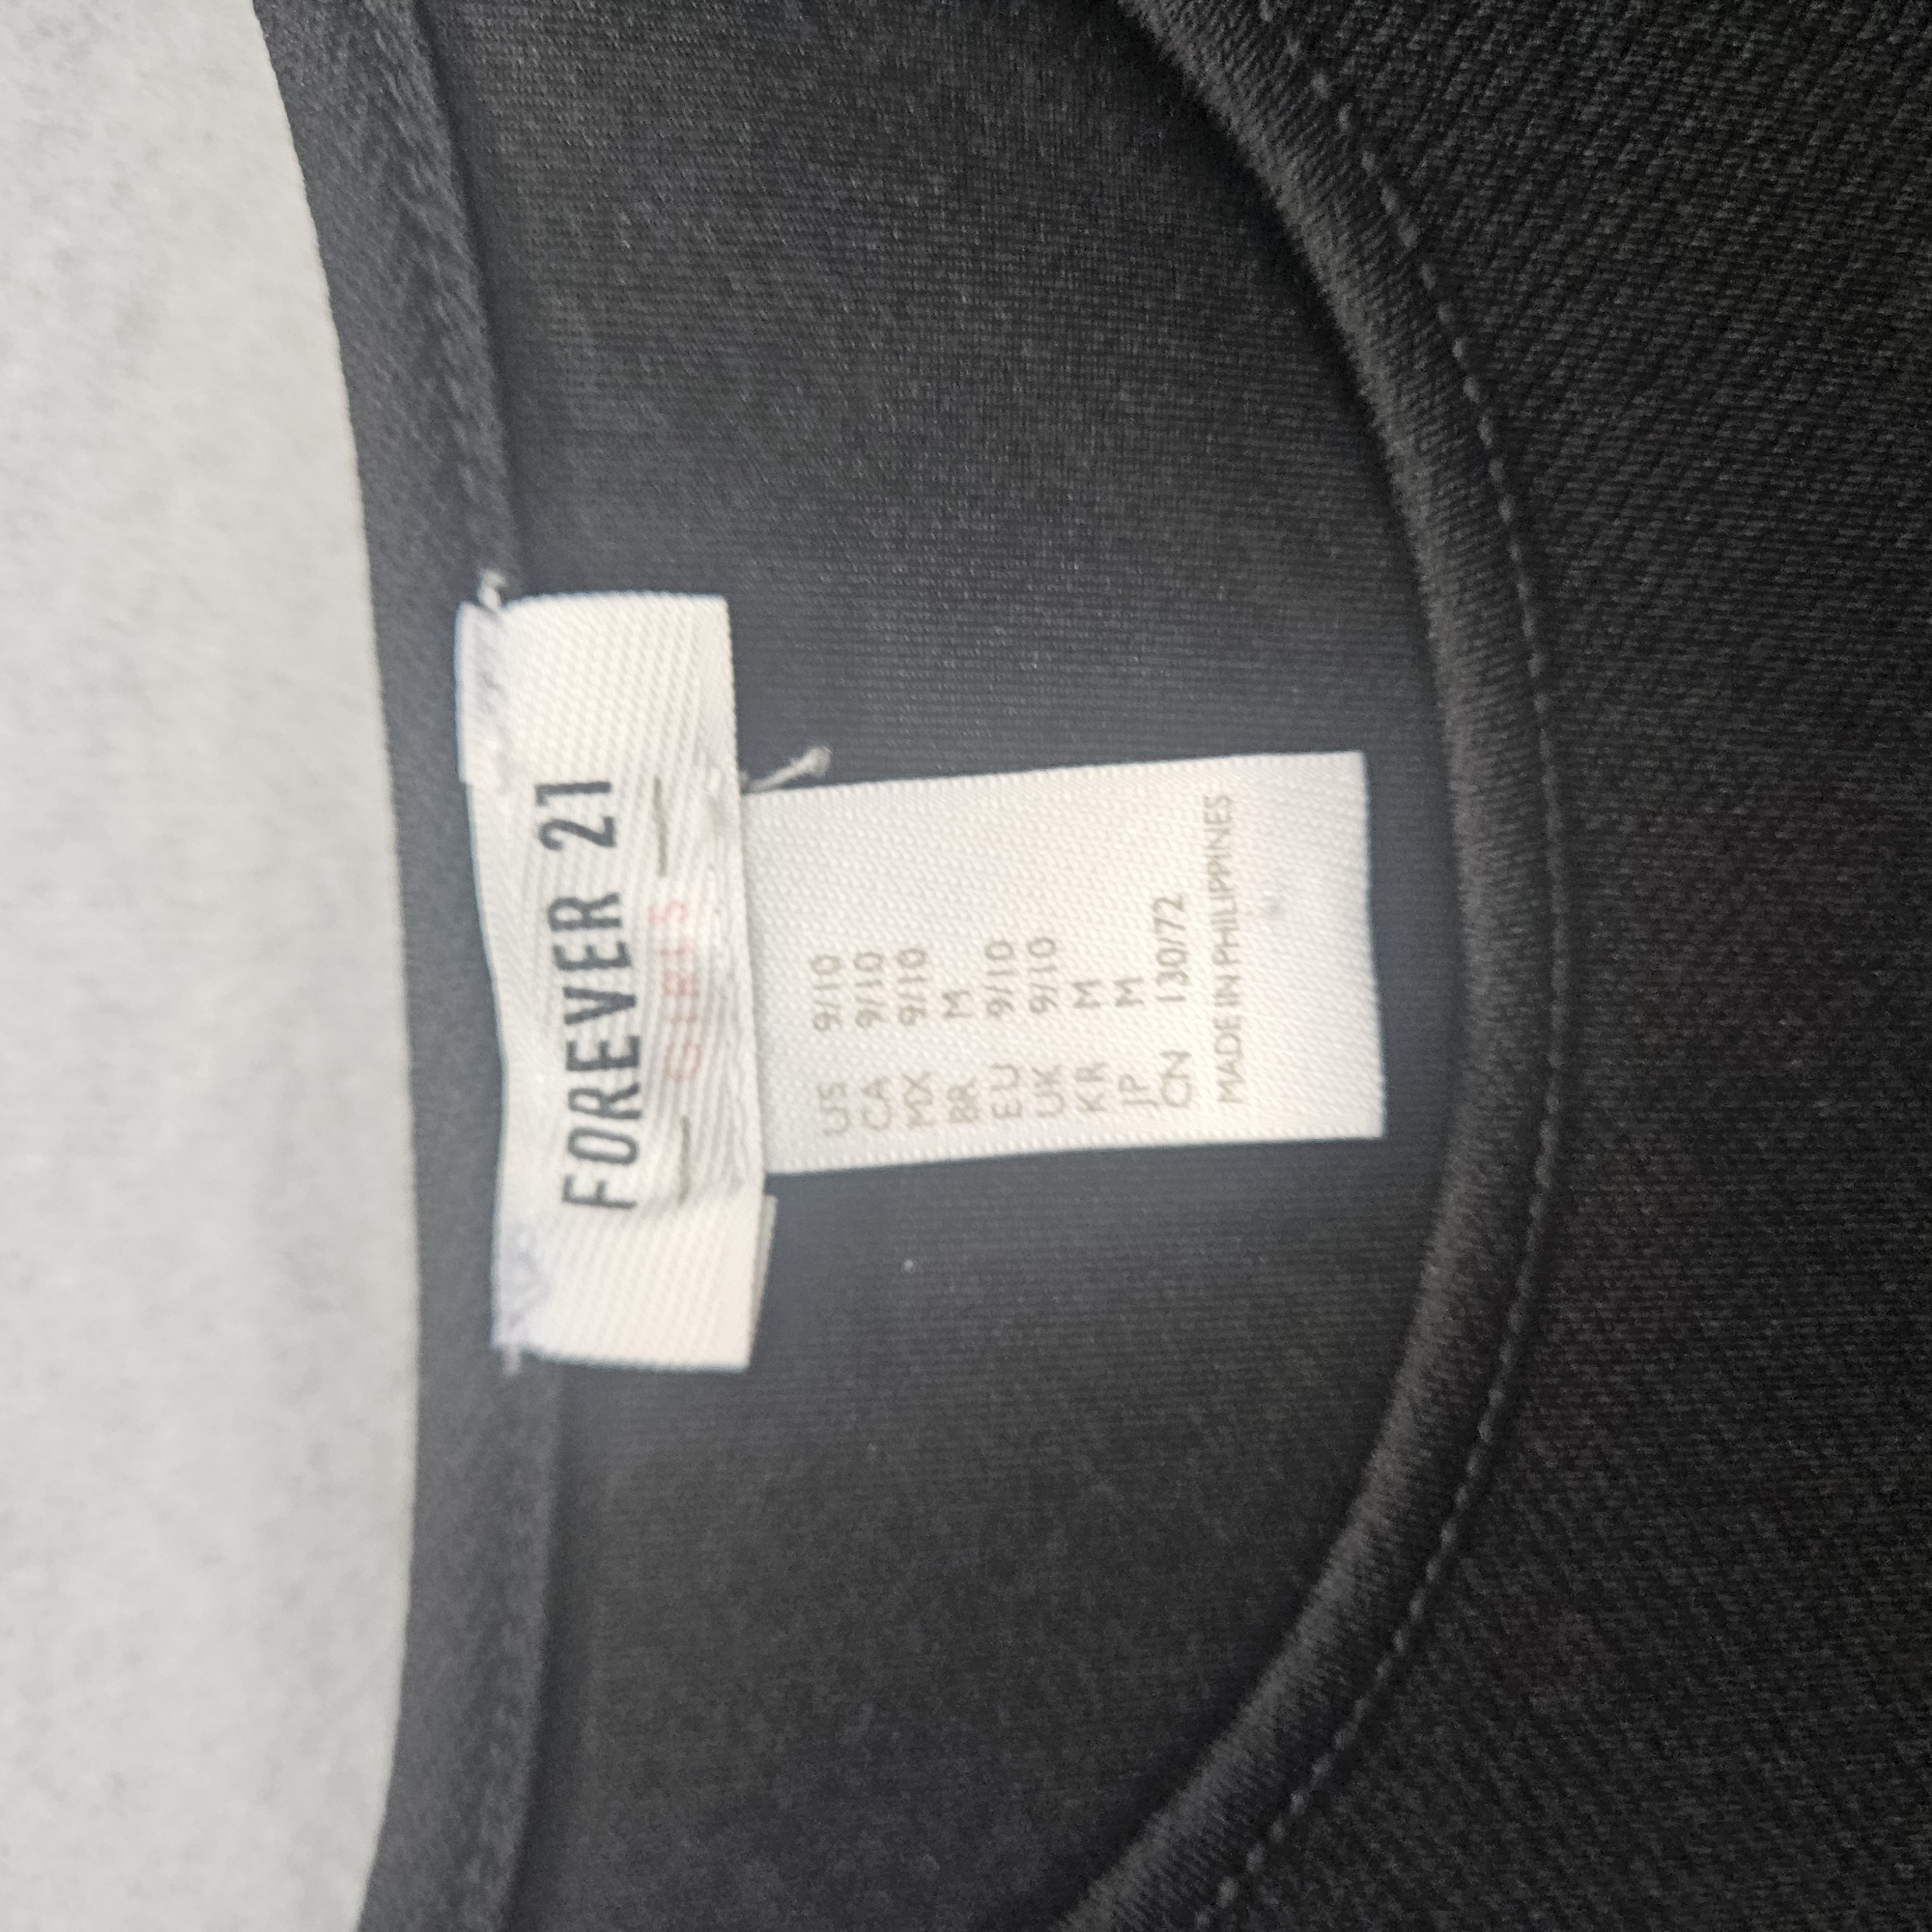 FOREVER 21
GIRLS
US 9/10
CA 9/10
MX 9/10
BR M
EU 9/10
UK 9/10
KR M
JP M
CN 130/72
MADE IN PHILIPPINES